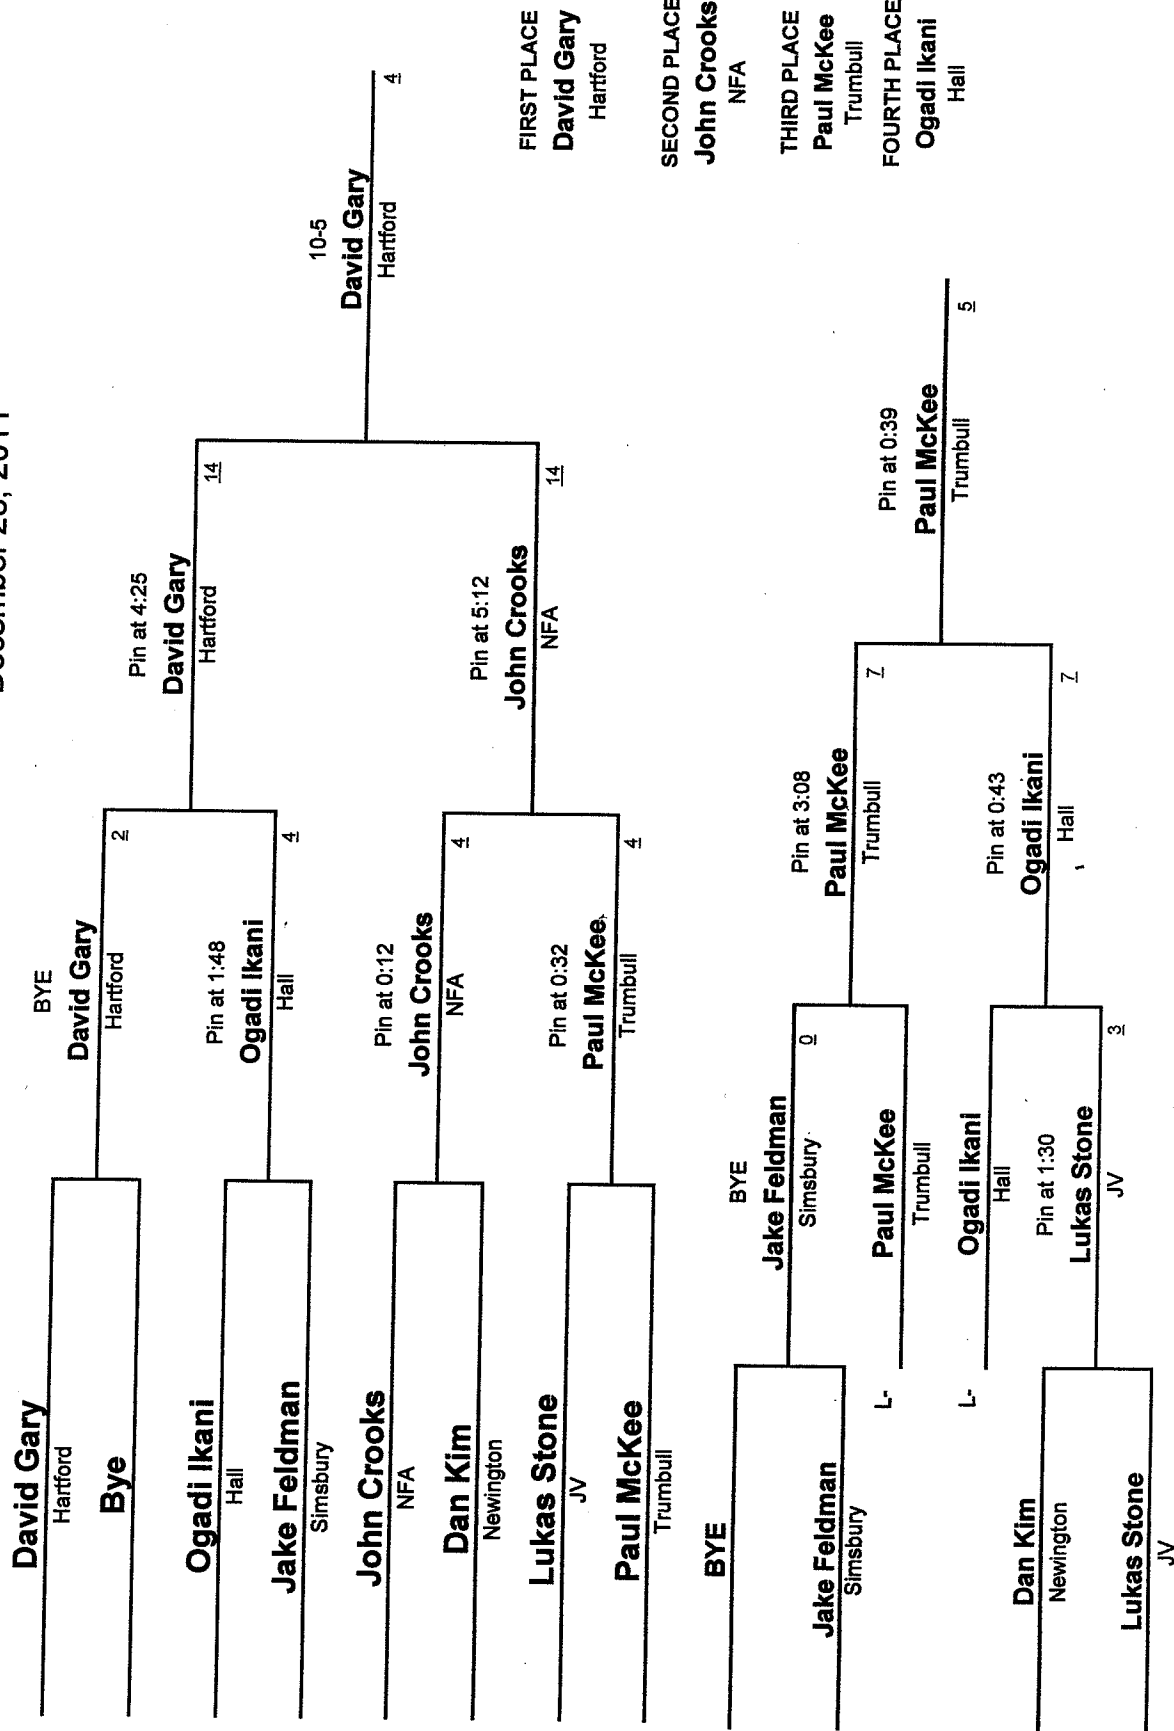 David Gary
Hartford
Bye
Ogadi Ikani
Hall
Jake Feldman
Simsbury
John Crooks
NFA
Dan Kim
Newington
Lukas Stone
JV
Paul McKee
Trumbull
BYE
David Gary
Hartford
2
Pin at 1:48
Ogadi Ikani
Hall
4
Pin at 0:12
John Crooks
NFA
4
Pin at 0:32
Paul McKee
Trumbull
4
Pin at 4:25
David Gary
Hartford
14
Pin at 5:12
John Crooks
NFA
14
10-5
David Gary
Hartford
4
FIRST PLACE
David Gary
Hartford
SECOND PLACE
John Crooks
NFA
THIRD PLACE
Paul McKee
Trumbull
FOURTH PLACE
Ogadi Ikani
Hall
BYE
Jake Feldman
Simsbury
L-
L-
Dan Kim
Newington
Lukas Stone
JV
BYE
Jake Feldman
Simsbury
0
Paul McKee
Trumbull
Ogadi Ikani
Hall
Pin at 1:30
Lukas Stone
JV
3
Pin at 3:08
Paul McKee
Trumbull
7
Pin at 0:43
Ogadi Ikani
Hall
7
Pin at 0:39
Paul McKee
Trumbull
5